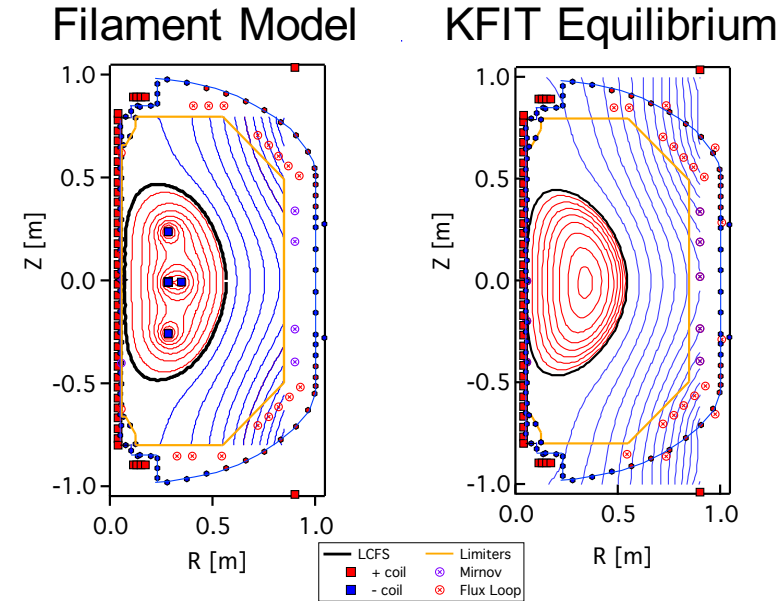 Filament Model
KFIT Equilibrium
1.0
0.5
0.0
-0.5
-1.0
Z [m]
0.0
0.5
1.0
R [m]
1.0
0.5
0.0
-0.5
-1.0
Z [m]
0.0
0.5
1.0
R [m]
LCFS
Limiters
+ coil
Mirnov
- coil
Flux Loop